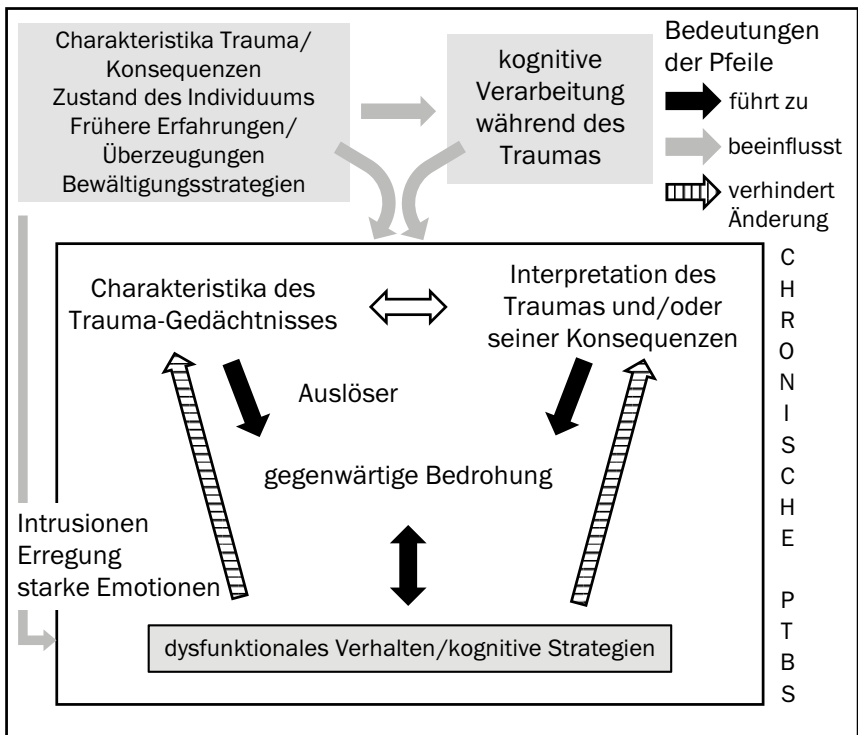 Charakteristika Trauma/
Konsequenzen
Zustand des Individuums
Frühere Erfahrungen/
Überzeugungen
Bewältigungsstrategien
kognitive
Verarbeitung
während des
Traumas
Bedeutungen
der Pfeile
führt zu
beeinflusst
verhindert
Änderung
Charakteristika des
Trauma-Gedächtnisses
Interpretation des
Traumas und/oder
seiner Konsequenzen
Auslöser
gegenwärtige Bedrohung
Intrusionen
Erregung
starke Emotionen
dysfunktionales Verhalten/kognitive Strategien
C
H
R
O
N
I
S
C
H
E
P
T
B
S